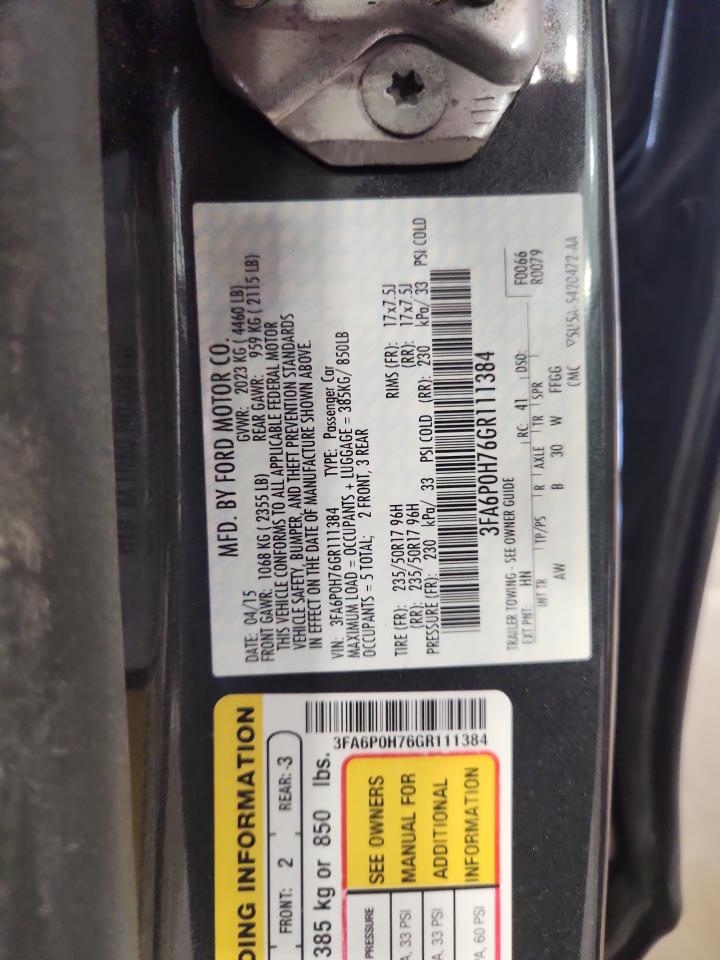 MFD. BY FORD MOTOR CO.
DATE: 04/15 GVWR: 2023 KG ( 4460 LB)
FRONT GAWR: 1068 KG ( 2355 LB) REAR GAWR: 959 KG ( 2115 LB)
THIS VEHICLE CONFORMS TO ALL APPLICABLE FEDERAL MOTOR
VEHICLE SAFETY, BUMPER, AND THEFT PREVENTION STANDARDS
IN EFFECT ON THE DATE OF MANUFACTURE SHOWN ABOVE.
VIN: 3FA6P0H76GR111384 TYPE: Passenger Car
MAXIMUM LOAD = OCCUPANTS + LUGGAGE = 385KG/ 850LB
OCCUPANTS = 5 TOTAL; 2 FRONT, 3 REAR
TIRE (FR): 235/50R17 96H RIMS (FR): 17x7.5J
(RR): 235/50R17 96H (RR): 17x7.5J
PRESSURE (FR): 230 kPa/ 33 PSI COLD (RR): 230 kPa/ 33 PSI COLD
3FA6P0H76GR111384
TRAILER TOWING - SEE OWNER GUIDE F0066
EXT PNT: HN RC: 41 DSO: R0079
INT TR TP/PS R AXLE TR SPR
AW B 30 W FFGG
CMC ▽5U5A-5420472-AA
DING INFORMATION
FRONT: 2 REAR: 3
385 kg or 850 lbs.
3FA6P0H76GR111384
PRESSURE
A, 33 PSI
A, 33 PSI
PA, 60 PSI
SEE OWNERS
MANUAL FOR
ADDITIONAL
INFORMATION